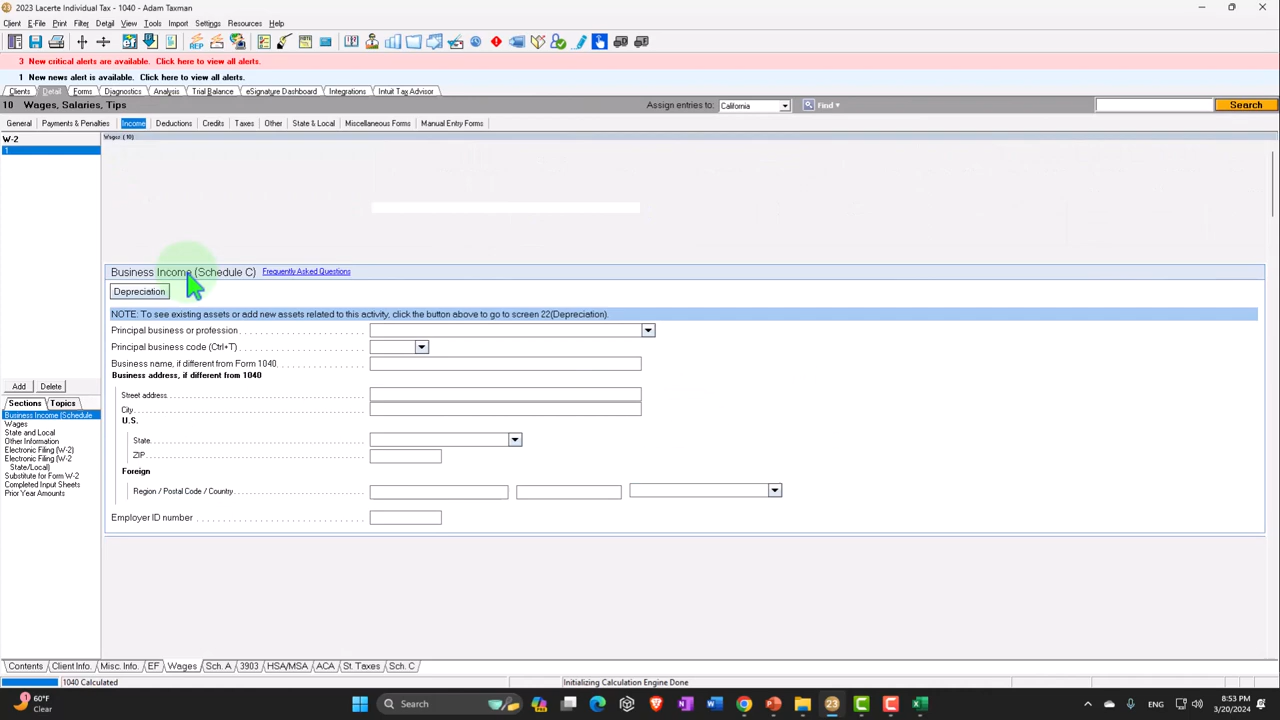 2023 Lacerte Individual Tax - 1040 - Adam Taxman
Client E-File Print Filter Detail View Tools Import Settings Resources Help
3 New critical alerts are available. Click here to view all alerts.
1 New news alert is available. Click here to view all alerts.
Clients Detail Forms Diagnostics Analysis Trial Balance eSignature Dashboard Integrations Intuit Tax Advisor
10 Wages, Salaries, Tips Assign entries to: California Find Search
General Payments & Penalties Income Deductions Credits Taxes Other State & Local Miscellaneous Forms Manual Entry Forms
W-2 Wages (10)
1
Business Income (Schedule C) Frequently Asked Questions
Depreciation
NOTE: To see existing assets or add new assets related to this activity, click the button above to go to screen 22(Depreciation).
Principal business or profession
Principal business code (Ctrl+T)
Business name, if different from Form 1040
Business address, if different from 1040
Street address
City
U.S.
State
ZIP
Foreign
Region / Postal Code / Country
Employer ID number
Add Delete
Sections Topics
Business Income (Schedule
Wages
State and Local
Other Information
Electronic Filing (W-2)
Electronic Filing (W-2
State/Local)
Substitute for Form W-2
Completed Input Sheets
Prior Year Amounts
Contents Client Info. Misc. Info. EF Wages Sch. A 3903 HSA/MSA ACA St. Taxes Sch. C
1040 Calculated Initializing Calculation Engine Done
60°F
Clear
Search
23
ENG
8:53 PM
3/20/2024